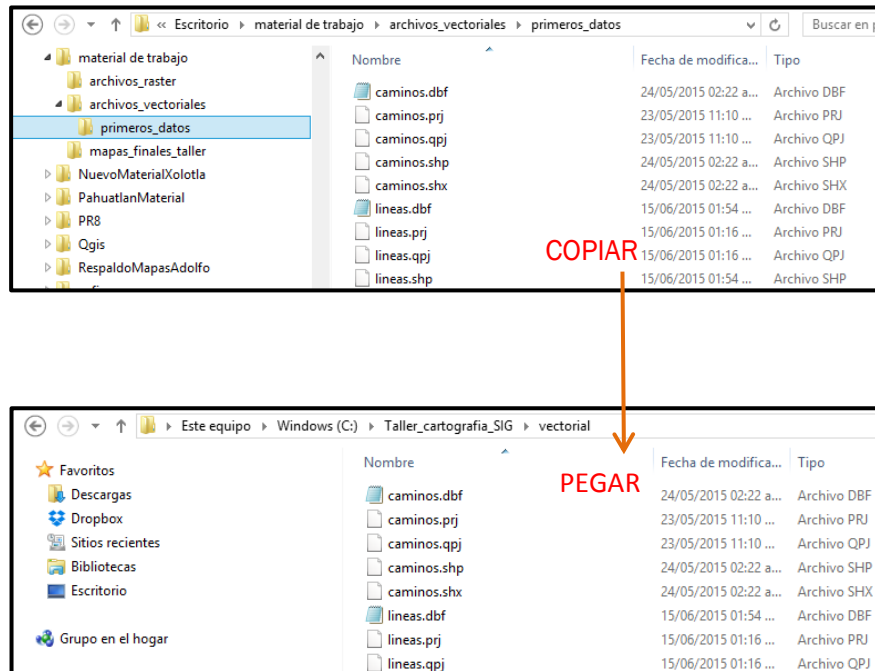 « Escritorio ▸ material de trabajo ▸ archivos_vectoriales ▸ primeros_datos
Buscar en p
material de trabajo
archivos_raster
archivos_vectoriales
primeros_datos
mapas_finales_taller
NuevoMaterialXolotla
PahuatlanMaterial
PR8
Qgis
RespaldoMapasAdolfo
Nombre Fecha de modifica... Tipo
caminos.dbf 24/05/2015 02:22 a... Archivo DBF
caminos.prj 23/05/2015 11:10 ... Archivo PRJ
caminos.qpj 23/05/2015 11:10 ... Archivo QPJ
caminos.shp 24/05/2015 02:22 a... Archivo SHP
caminos.shx 24/05/2015 02:22 a... Archivo SHX
lineas.dbf 15/06/2015 01:54 ... Archivo DBF
lineas.prj 15/06/2015 01:16 ... Archivo PRJ
lineas.qpj 15/06/2015 01:16 ... Archivo QPJ
lineas.shp 15/06/2015 01:54 ... Archivo SHP
COPIAR
Este equipo ▸ Windows (C:) ▸ Taller_cartografia_SIG ▸ vectorial
Favoritos
Descargas
Dropbox
Sitios recientes
Bibliotecas
Escritorio
Grupo en el hogar
Nombre Fecha de modifica... Tipo
PEGAR
caminos.dbf 24/05/2015 02:22 a... Archivo DBF
caminos.prj 23/05/2015 11:10 ... Archivo PRJ
caminos.qpj 23/05/2015 11:10 ... Archivo QPJ
caminos.shp 24/05/2015 02:22 a... Archivo SHP
caminos.shx 24/05/2015 02:22 a... Archivo SHX
lineas.dbf 15/06/2015 01:54 ... Archivo DBF
lineas.prj 15/06/2015 01:16 ... Archivo PRJ
lineas.qpj 15/06/2015 01:16 ... Archivo QPJ